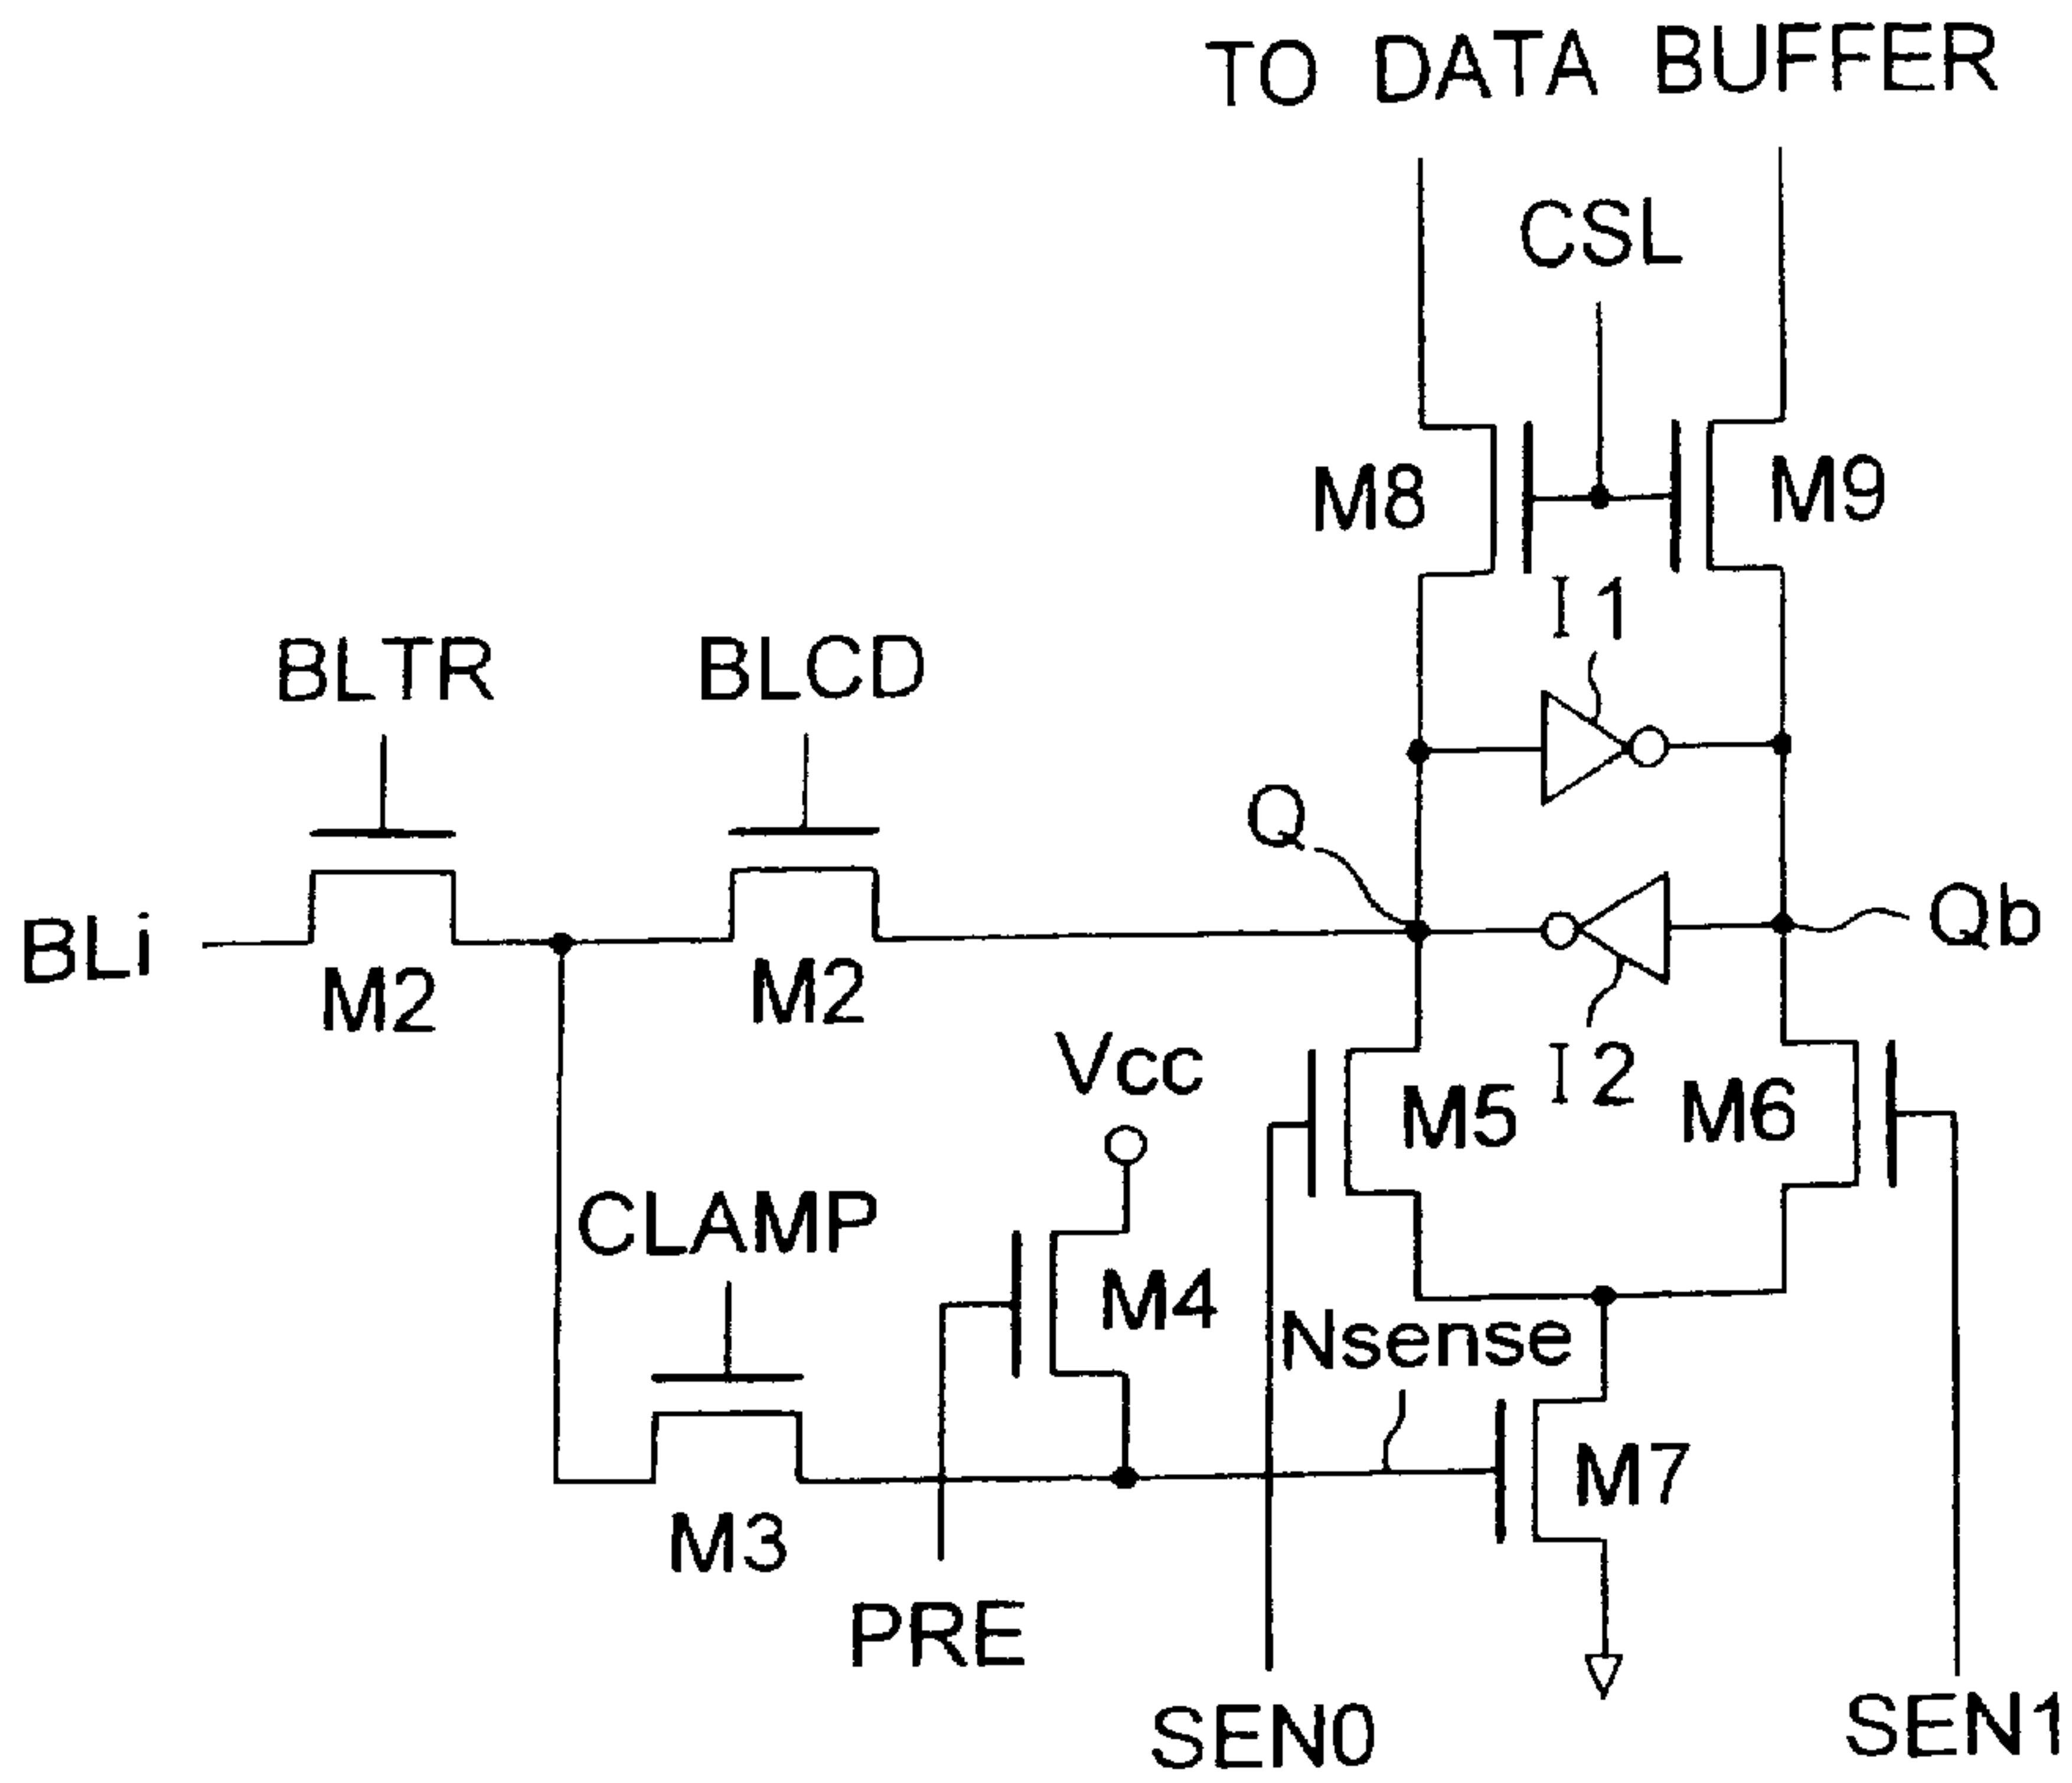 TO DATA BUFFER
CSL
M8
M9
I1
BLTR
BLCD
Q
Qb
BLi
M2
M2
Vcc
I2
M5
M6
CLAMP
M4
Nsense
M7
M3
PRE
SEN0
SEN1